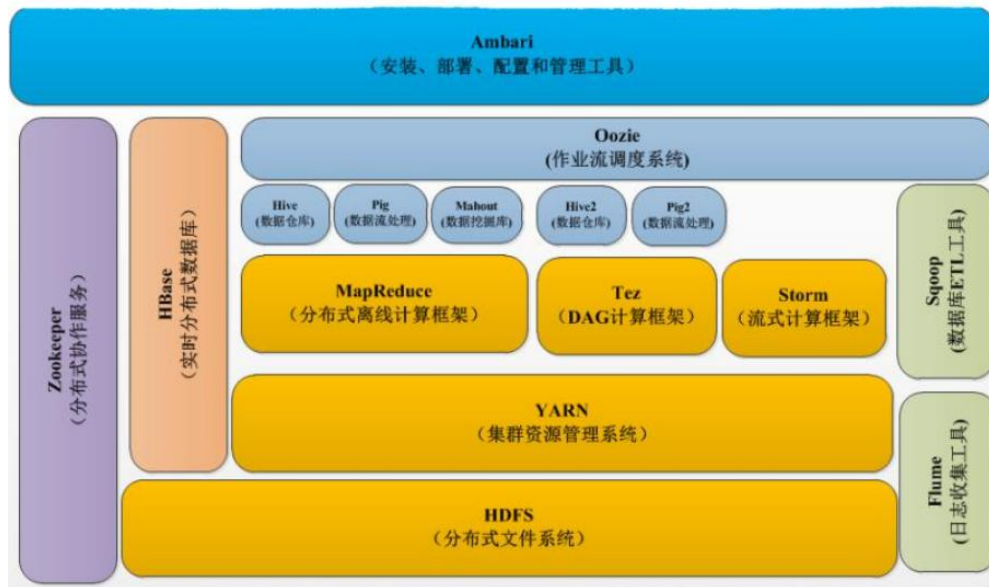 Ambari
（安装、部署、配置和管理工具）
Zookeeper
（分布式协作服务）
HBase
（实时分布式数据库）
Oozie
(作业流调度系统)
Hive
(数据仓库)
Pig
(数据流处理)
Mahout
(数据挖掘库)
Hive2
(数据仓库)
Pig2
(数据流处理)
MapReduce
（分布式离线计算框架）
Tez
（DAG计算框架）
Storm
（流式计算框架）
Sqoop
(数据库ETL工具)
YARN
（集群资源管理系统）
Flume
(日志收集工具)
HDFS
（分布式文件系统）